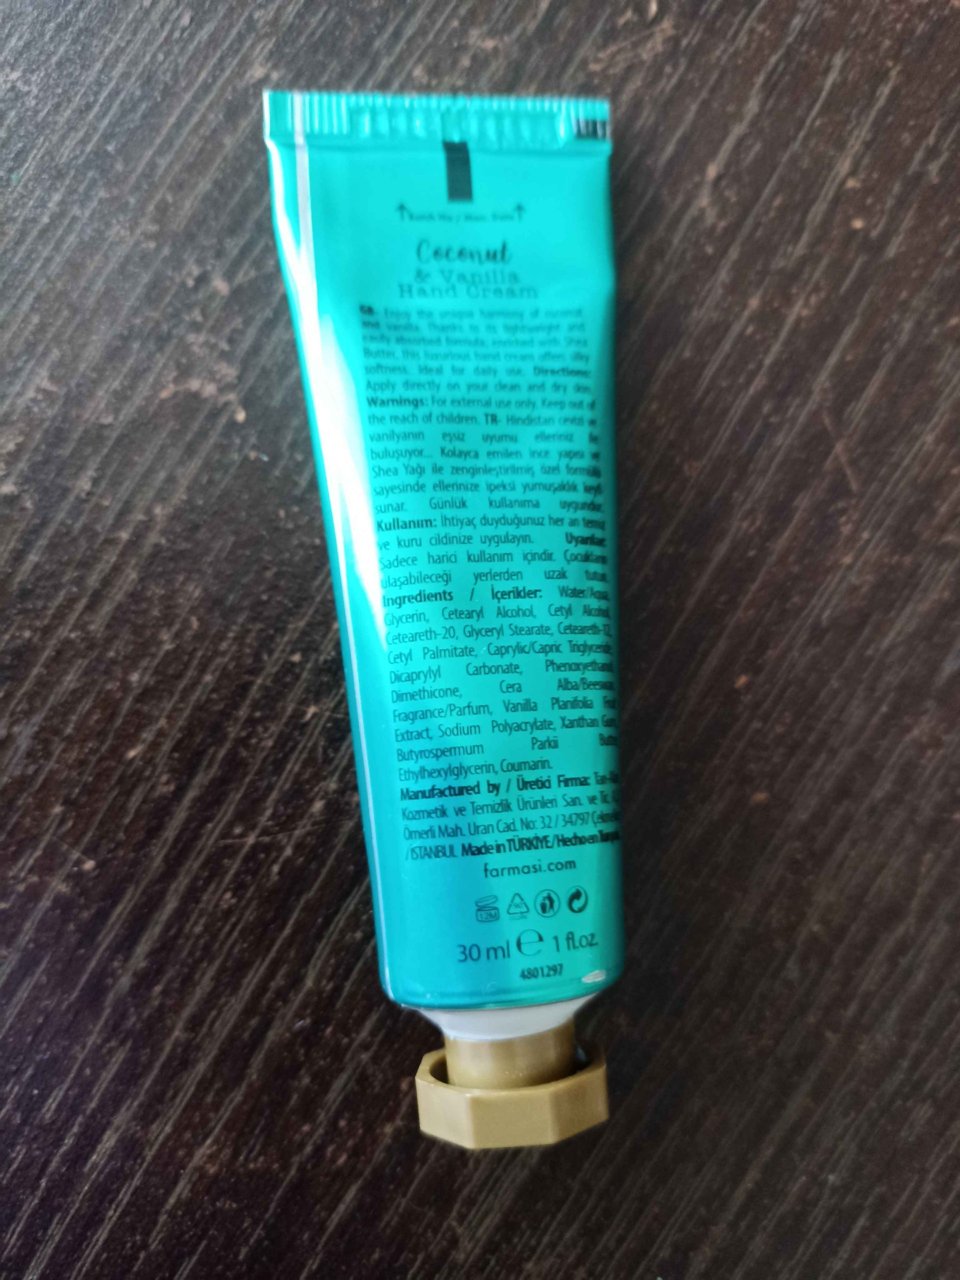 Coconut
& Vanilla
Hand Cream
GB- Enjoy the unique harmony of coconut
and vanilla. Thanks to its lightweight and
easily absorbed formula, enriched with Shea
Butter, this luxurious hand cream offers silky
softness. Ideal for daily use. Directions:
Apply directly on your clean and dry skin.
Warnings: For external use only. Keep out of
the reach of children. TR- Hindistan cevizi ve
vanilyanın eşsiz uyumu elleriniz ile
buluşuyor... Kolayca emilen ince yapısı ve
Shea Yağı ile zenginleştirilmiş özel formülü
sayesinde ellerinize ipeksi yumuşaklık keyfi
sunar. Günlük kullanıma uygundur.
Kullanım: İhtiyaç duyduğunuz her an temiz
ve kuru cildinize uygulayın. Uyarılar:
Sadece harici kullanım içindir. Çocukların
ulaşabileceği yerlerden uzak tutun.
Ingredients / İçerikler: Water/Aqua,
Glycerin, Cetearyl Alcohol, Cetyl Alcohol,
Ceteareth-20, Glyceryl Stearate, Ceteareth-12,
Cetyl Palmitate, Caprylic/Capric Triglyceride,
Dicaprylyl Carbonate, Phenoxyethanol,
Dimethicone, Cera Alba/Beeswax,
Fragrance/Parfum, Vanilla Planifolia Fruit
Extract, Sodium Polyacrylate, Xanthan Gum,
Butyrospermum Parkii Butter,
Ethylhexylglycerin, Coumarin.
Manufactured by / Üretici Firma:
Kozmetik ve Temizlik Ürünleri San. ve Tic.
Ömerli Mah. Uran Cad. No: 32 / 34797
/ISTANBUL Made in TÜRKİYE/Hecho en
farmasi.com
12M
30 ml e 1 fl.oz.
4801297